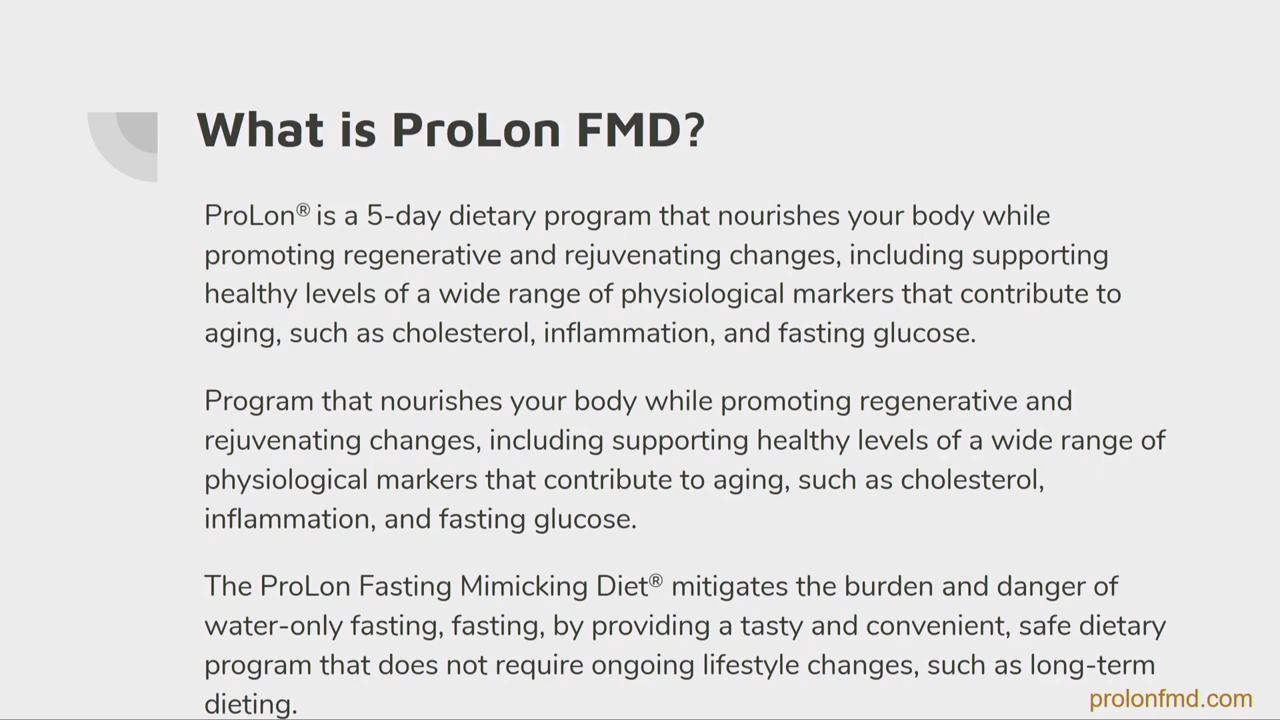 What is ProLon FMD?
ProLon® is a 5-day dietary program that nourishes your body while
promoting regenerative and rejuvenating changes, including supporting
healthy levels of a wide range of physiological markers that contribute to
aging, such as cholesterol, inflammation, and fasting glucose.
Program that nourishes your body while promoting regenerative and
rejuvenating changes, including supporting healthy levels of a wide range of
physiological markers that contribute to aging, such as cholesterol,
inflammation, and fasting glucose.
The ProLon Fasting Mimicking Diet® mitigates the burden and danger of
water-only fasting, fasting, by providing a tasty and convenient, safe dietary
program that does not require ongoing lifestyle changes, such as long-term
dieting.
prolonfmd.com